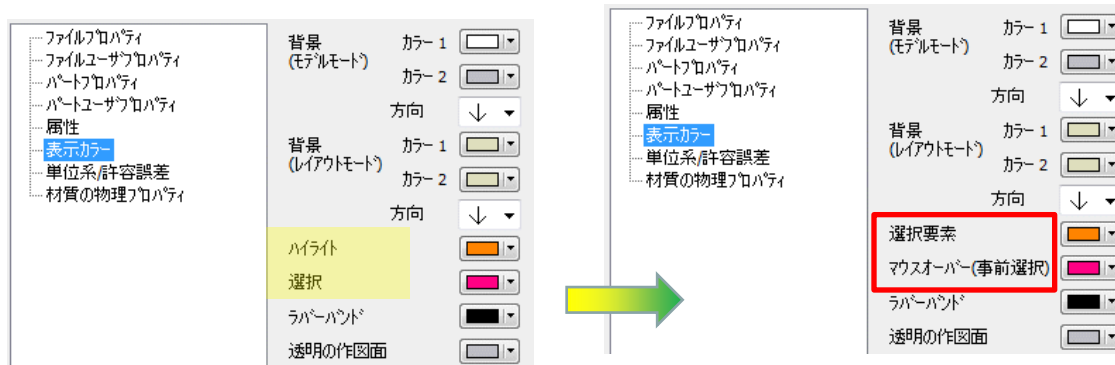 ファイルプロパティ
ファイルユーザプロパティ
パートプロパティ
パートユーザプロパティ
属性
表示カラー
単位系/許容誤差
材質の物理プロパティ
背景
(モデルモード)
カラー 1
カラー 2
方向
背景
(レイアウトモード)
カラー 1
カラー 2
方向
ハイライト
選択
ラバーバンド
透明の作図面
ファイルプロパティ
ファイルユーザプロパティ
パートプロパティ
パートユーザプロパティ
属性
表示カラー
単位系/許容誤差
材質の物理プロパティ
背景
(モデルモード)
カラー 1
カラー 2
方向
背景
(レイアウトモード)
カラー 1
カラー 2
方向
選択要素
マウスオーバー(事前選択)
ラバーバンド
透明の作図面